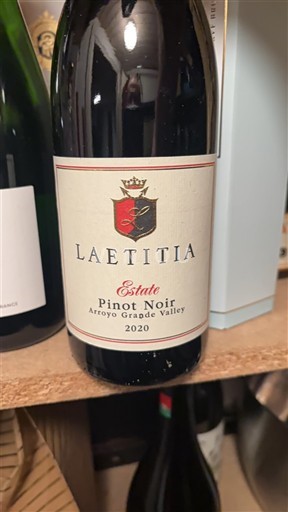 L
LAETITIA
Estate
Pinot Noir
Arroyo Grande Valley
2020